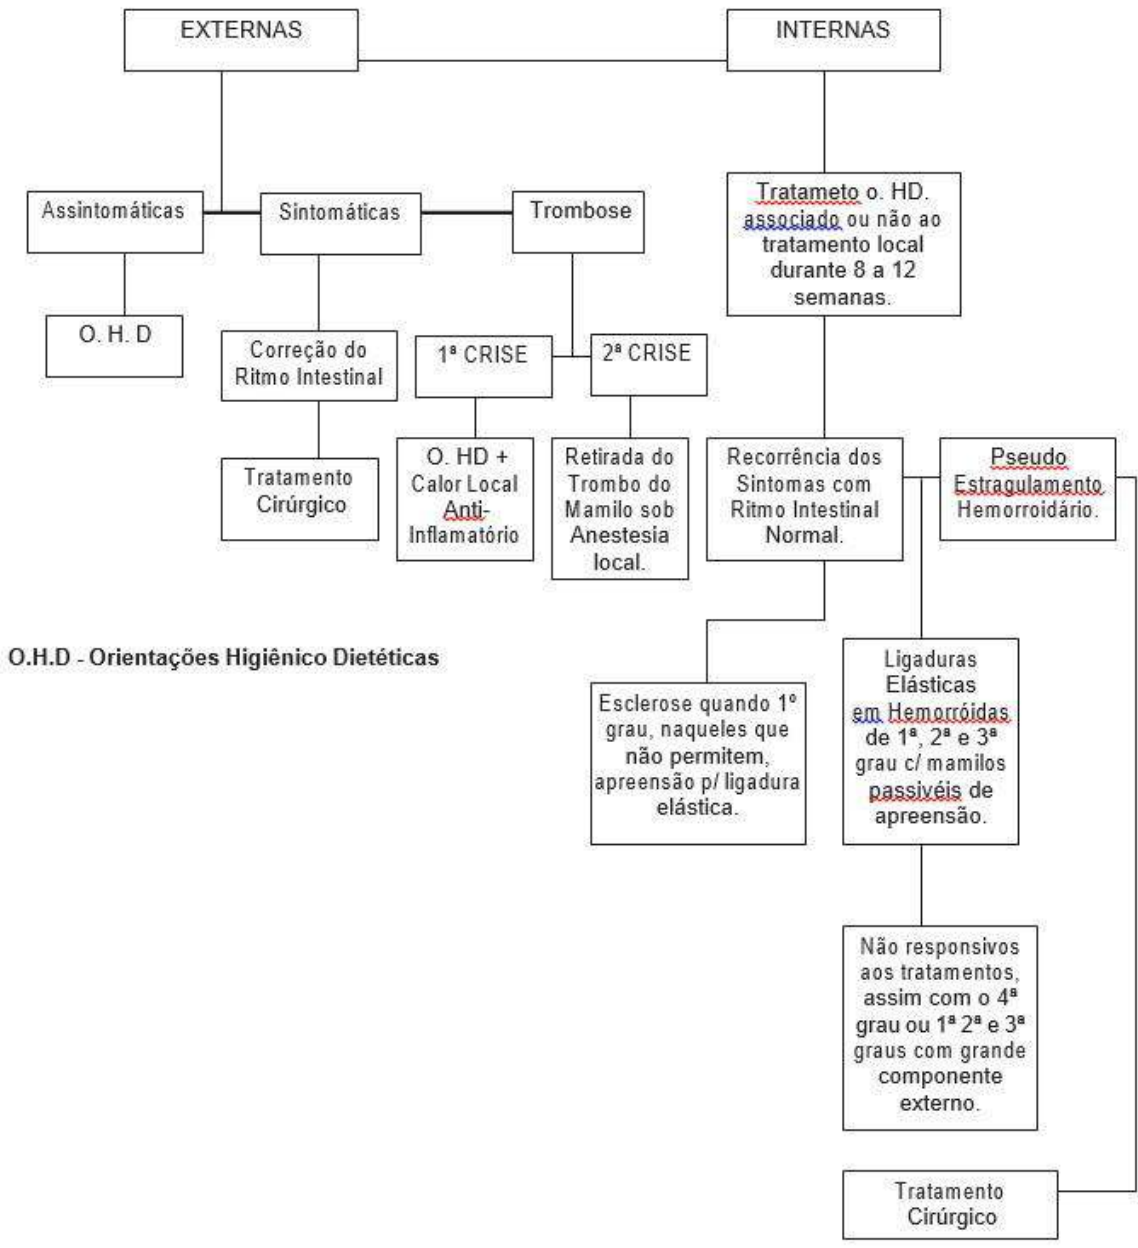 EXTERNAS
INTERNAS
Assintomáticas
Sintomáticas
Trombose
Tratameto o. HD.
associado ou não ao
tratamento local
durante 8 a 12
semanas.
O. H. D
Correção do
Ritmo Intestinal
1ª CRISE
2ª CRISE
Tratamento
Cirúrgico
O. HD +
Calor Local
Anti-
Inflamatório
Retirada do
Trombo do
Mamilo sob
Anestesia
local.
Recorrência dos
Sintomas com
Ritmo Intestinal
Normal.
Pseudo
Estragulamento
Hemorroidário.
O.H.D - Orientações Higiênico Dietéticas
Esclerose quando 1º
grau, naqueles que
não permitem,
apreensão p/ ligadura
elástica.
Ligaduras
Elásticas
em Hemorróidas
de 1ª, 2ª e 3ª
grau c/ mamilos
passivéis de
apreensão.
Não responsivos
aos tratamentos,
assim com o 4ª
grau ou 1ª 2ª e 3ª
graus com grande
componente
externo.
Tratamento
Cirúrgico